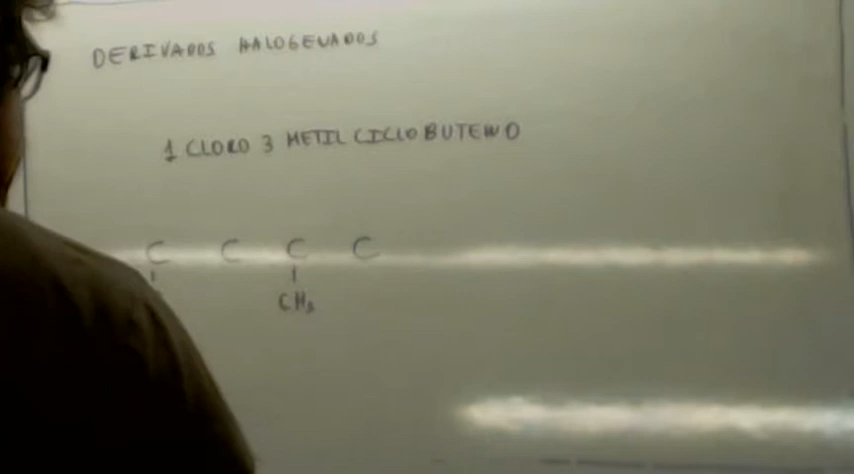 DERIVADOS HALOGENADOS
1 CLORO 3 METIL CICLOBUTENO
C C C C
CH₃